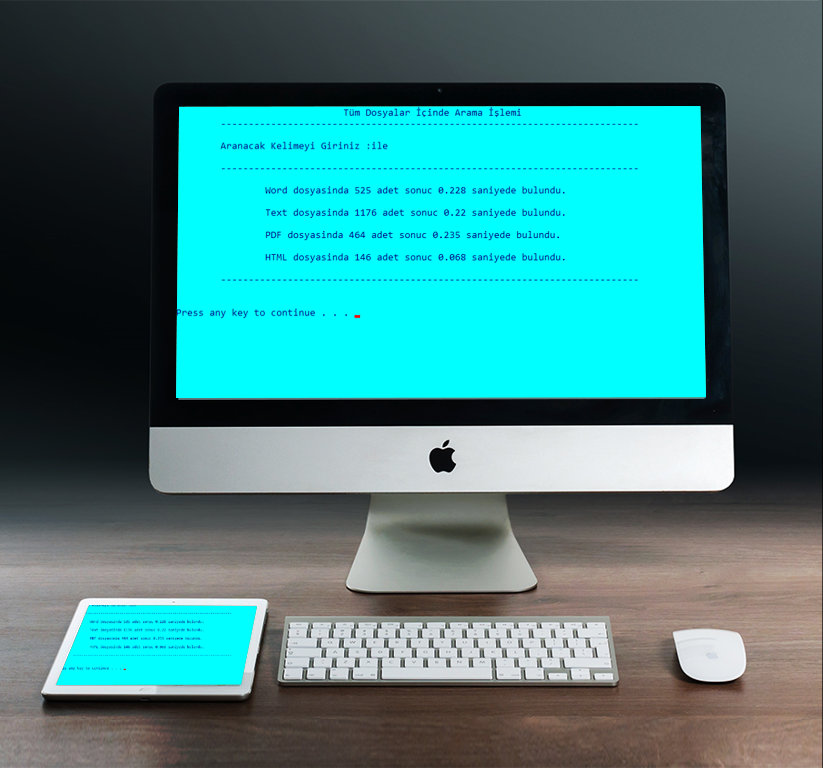 Tüm Dosyalar İçinde Arama İşlemi
--------------------------------------------------------------------------
Aranacak Kelimeyi Giriniz :ile
--------------------------------------------------------------------------
Word dosyasinda 525 adet sonuc 0.228 saniyede bulundu.
Text dosyasinda 1176 adet sonuc 0.22 saniyede bulundu.
PDF dosyasinda 464 adet sonuc 0.235 saniyede bulundu.
HTML dosyasinda 146 adet sonuc 0.068 saniyede bulundu.
--------------------------------------------------------------------------
Press any key to continue . . .